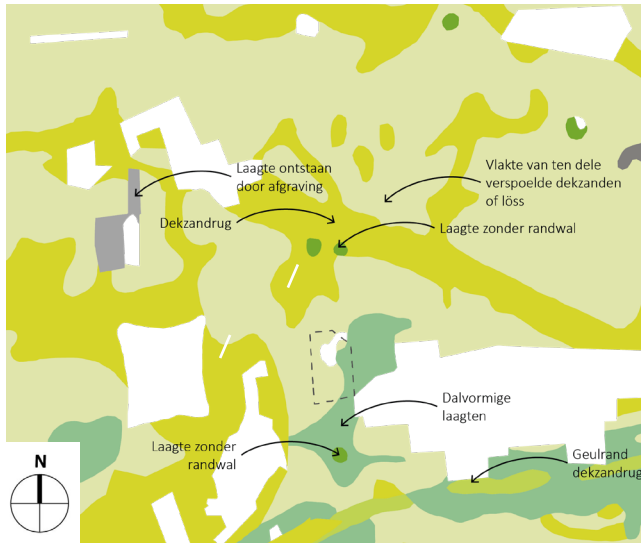 Laagte ontstaan
door afgraving
Vlakte van ten dele
verspoelde dekzanden
of löss
Dekzandrug
Laagte zonder randwal
Dalvormige
laagten
Laagte zonder
randwal
Geulrand
dekzandrug
N